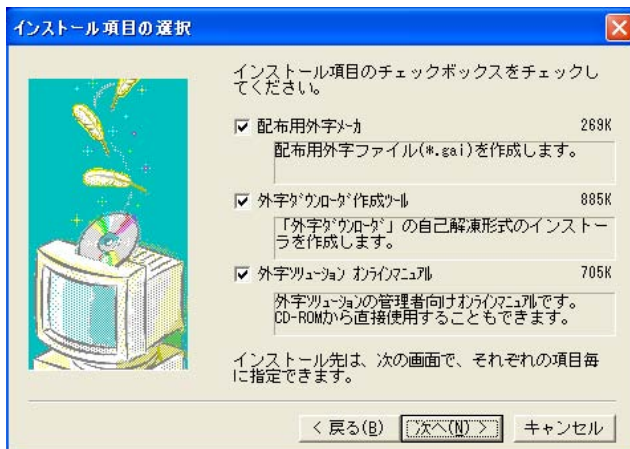 インストール項目の選択
インストール項目のチェックボックスをチェックし
てください。
配布用外字ﾒｰｶ 269K
配布用外字ファイル(*.gai)を作成します。
外字ﾀﾞｳﾝﾛｰﾀﾞ作成ﾂｰﾙ 885K
「外字ﾀﾞｳﾝﾛｰﾀﾞ」の自己解凍形式のインストー
ラを作成します。
外字ｿﾘｭｰｼｮﾝ ｵﾝﾗｲﾝﾏﾆｭｱﾙ 705K
外字ｿﾘｭｰｼｮﾝの管理者向けｵﾝﾗｲﾝﾏﾆｭｱﾙです。
CD-ROMから直接使用することもできます。
インストール先は、次の画面で、それぞれの項目毎
に指定できます。
< 戻る(B) 次へ(N) > キャンセル